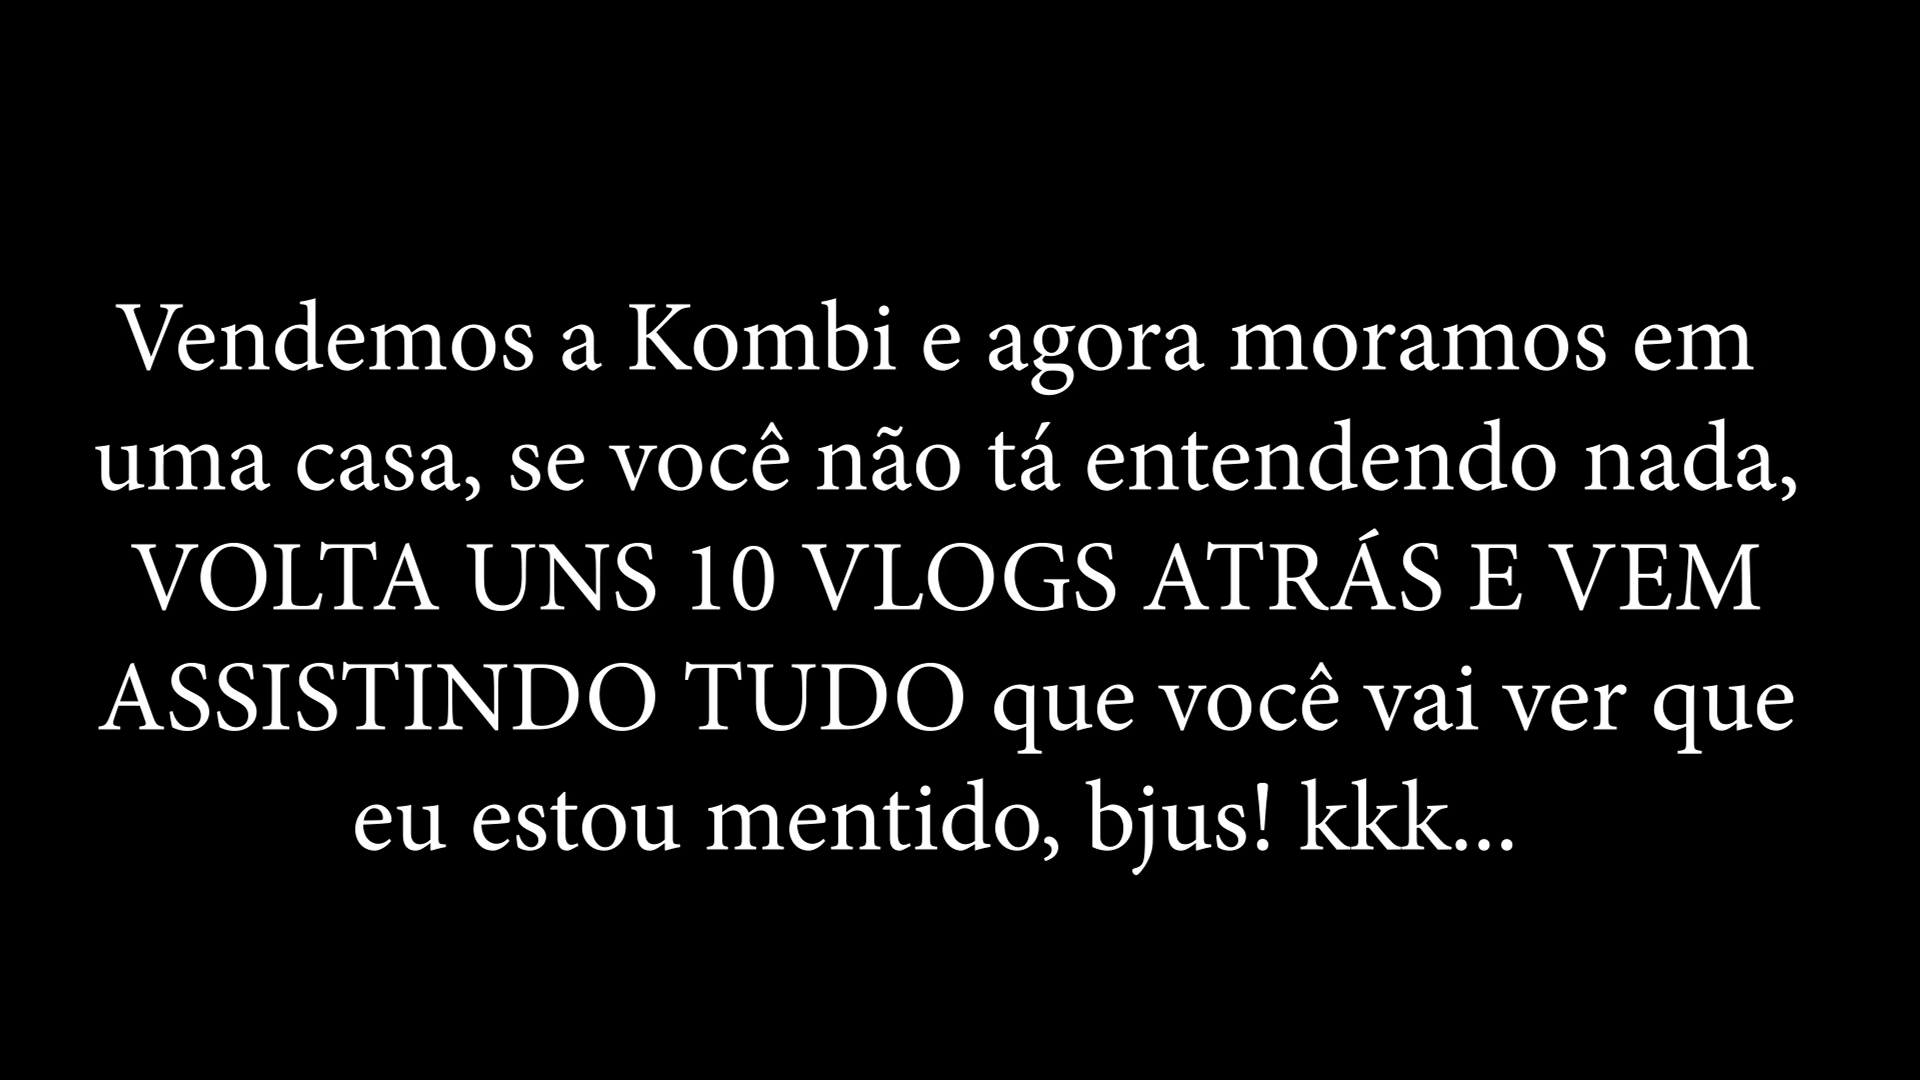 Vendemos a Kombi e agora moramos em
uma casa, se você não tá entendendo nada,
VOLTA UNS 10 VLOGS ATRÁS E VEM
ASSISTINDO TUDO que você vai ver que
eu estou mentido, bjus! kkk...